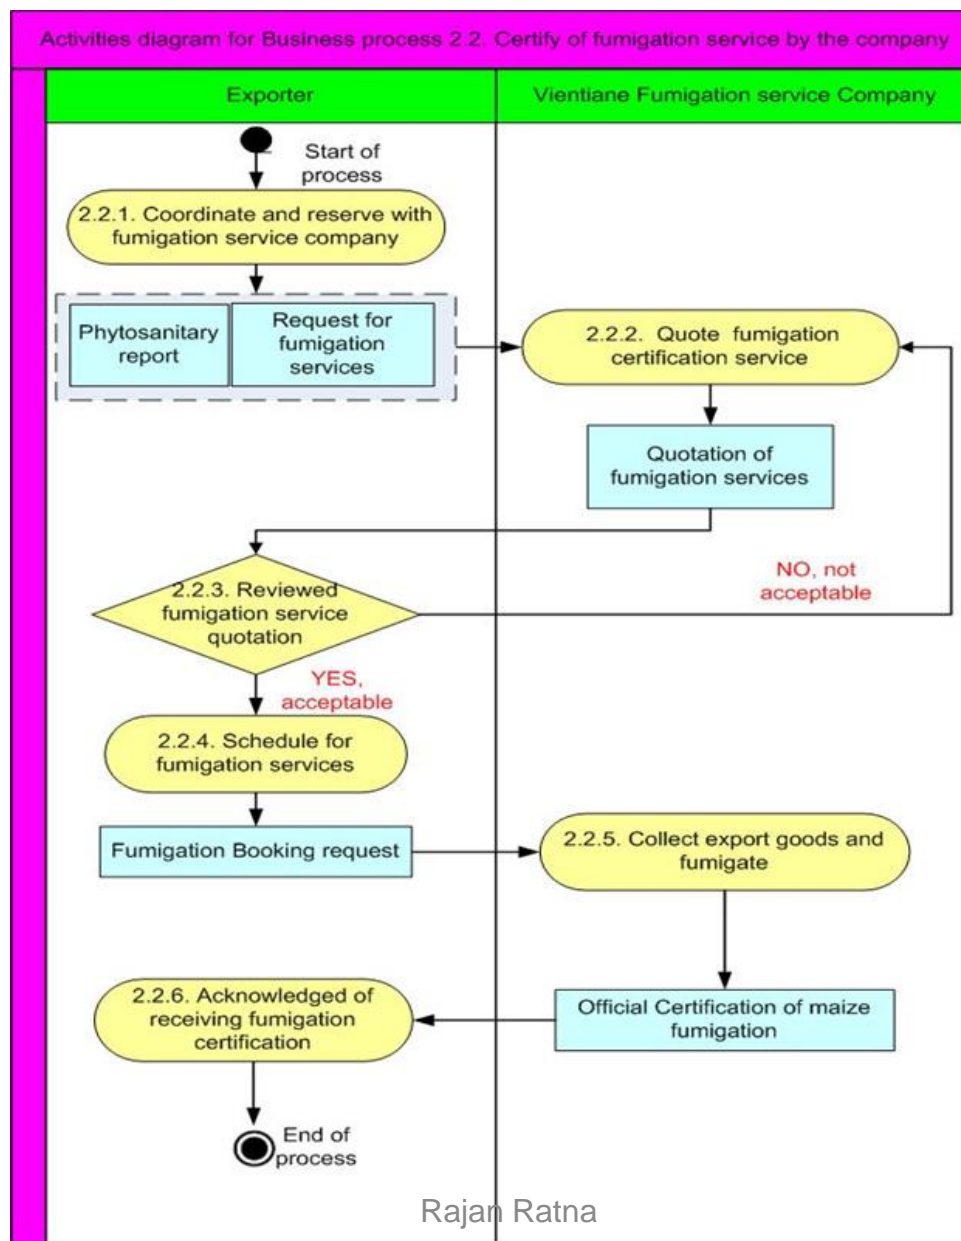 Activities diagram for Business process 2.2. Certify of fumigation service by the company
Exporter
Vientiane Fumigation service Company
Start of
process
2.2.1. Coordinate and reserve with
fumigation service company
Phytosanitary
report
Request for
fumigation
services
2.2.2. Quote fumigation
certification service
Quotation of
fumigation services
2.2.3. Reviewed
fumigation service
quotation
NO, not
acceptable
YES,
acceptable
2.2.4. Schedule for
fumigation services
Fumigation Booking request
2.2.5. Collect export goods and
fumigate
Official Certification of maize
fumigation
2.2.6. Acknowledged of
receiving fumigation
certification
End of
process
Rajan Ratna